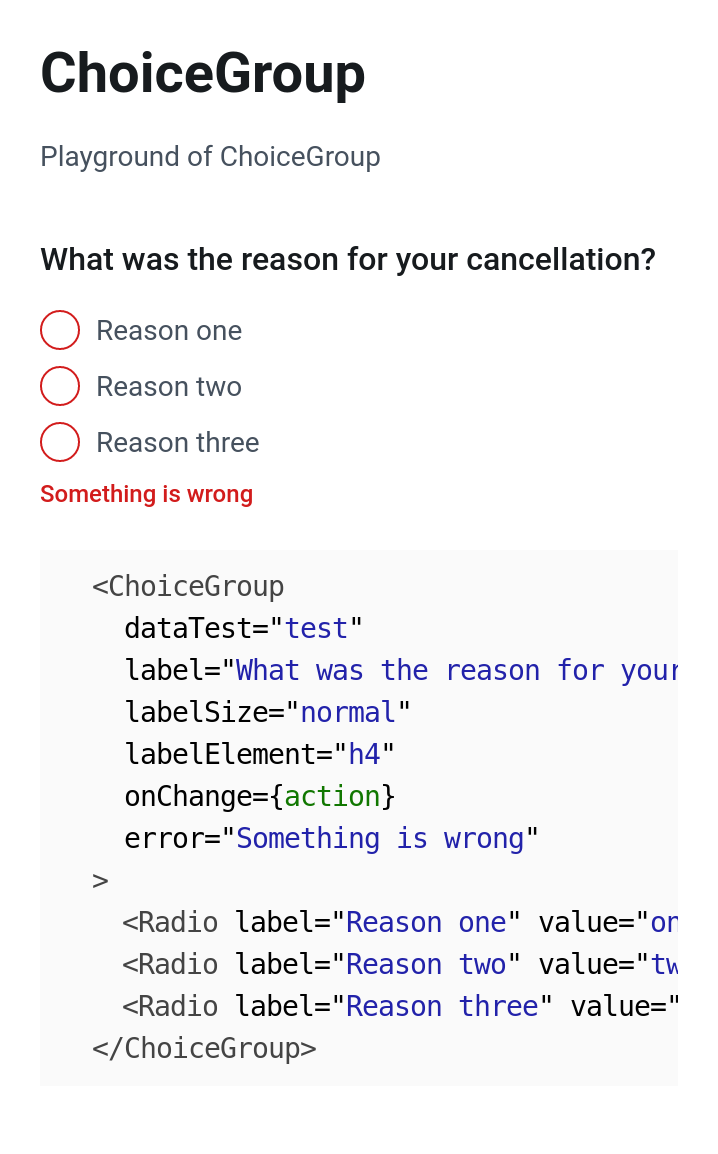 ChoiceGroup
Playground of ChoiceGroup
What was the reason for your cancellation?
Reason one
Reason two
Reason three
Something is wrong
<ChoiceGroup
dataTest="test"
label="What was the reason for your
labelSize="normal"
labelElement="h4"
onChange={action}
error="Something is wrong"
>
<Radio label="Reason one" value="on
<Radio label="Reason two" value="tw
<Radio label="Reason three" value="
</ChoiceGroup>